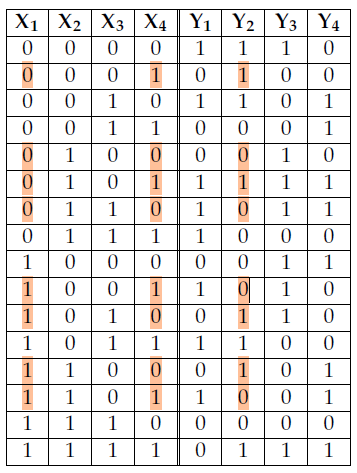 X1 X2 X3 X4 Y1 Y2 Y3 Y4
0 0 0 0 1 1 1 0
0 0 0 1 0 1 0 0
0 0 1 0 1 1 0 1
0 0 1 1 0 0 0 1
0 1 0 0 0 0 1 0
0 1 0 1 1 1 1 1
0 1 1 0 1 0 1 1
0 1 1 1 1 0 0 0
1 0 0 0 0 0 1 1
1 0 0 1 1 0 1 0
1 0 1 0 0 1 1 0
1 0 1 1 1 1 0 0
1 1 0 0 0 1 0 1
1 1 0 1 1 0 0 1
1 1 1 0 0 0 0 0
1 1 1 1 0 1 1 1